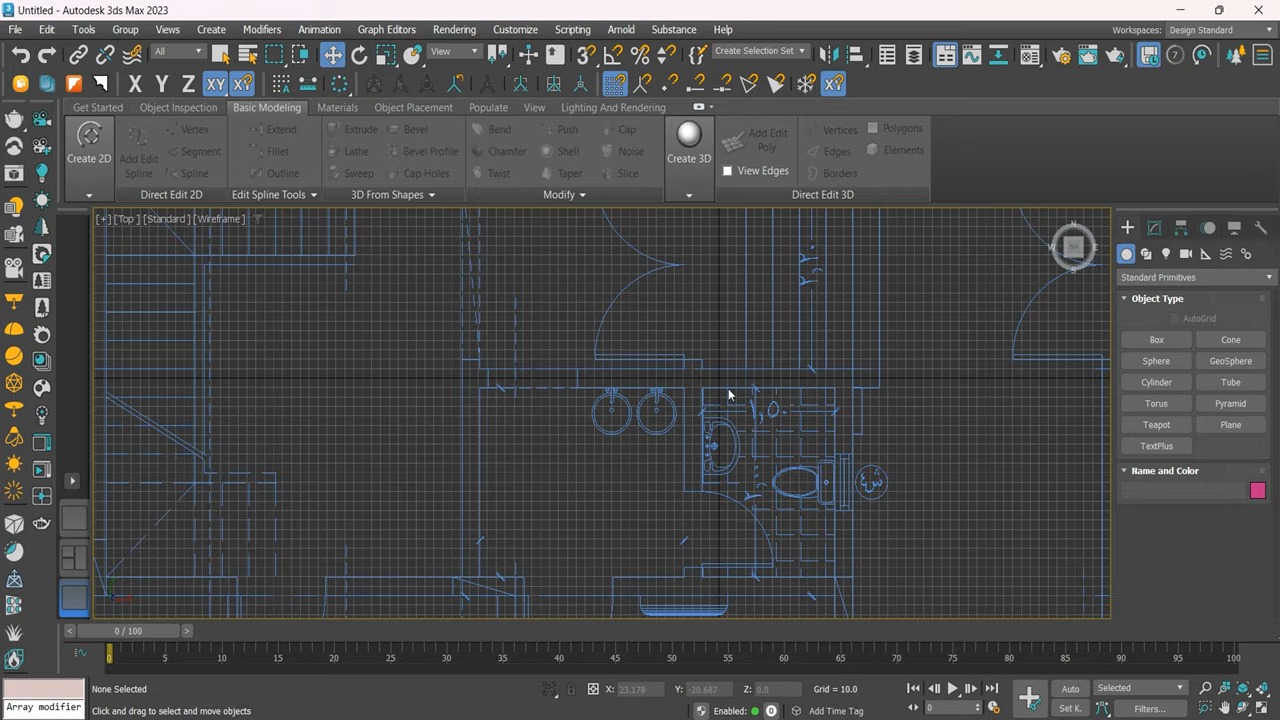 Untitled - Autodesk 3ds Max 2023
File Edit Tools Group Views Create Modifiers Animation Graph Editors Rendering Customize Scripting Arnold Substance Help
Workspaces: Design Standard
All View Create Selection Set
X Y Z XY
Get Started Object Inspection Basic Modeling Materials Object Placement Populate View Lighting And Rendering
Create 2D
Add Edit Spline
Vertex
Segment
Spline
Direct Edit 2D
Extend
Fillet
Outline
Edit Spline Tools
Extrude Bevel
Lathe Bevel Profile
Sweep Cap Holes
3D From Shapes
Bend Push Cap
Chamfer Shell Noise
Twist Taper Slice
Modify
Create 3D
Add Edit Poly
View Edges
Vertices Polygons
Edges Elements
Borders
Direct Edit 3D
[+] [Top ] [Standard ] [Wireframe ]
N
W E
S
Standard Primitives
Object Type
AutoGrid
Box Cone
Sphere GeoSphere
Cylinder Tube
Torus Pyramid
Teapot Plane
TextPlus
Name and Color
0 / 100
0 5 10 15 20 25 30 35 40 45 50 55 60 65 70 75 80 85 90 95 100
None Selected
X: 23.178 Y: -20.687 Z: 0.0 Grid = 10.0
Auto Selected
Array modifier
Click and drag to select and move objects
Enabled: 0 Add Time Tag
0
Set K. Filters...